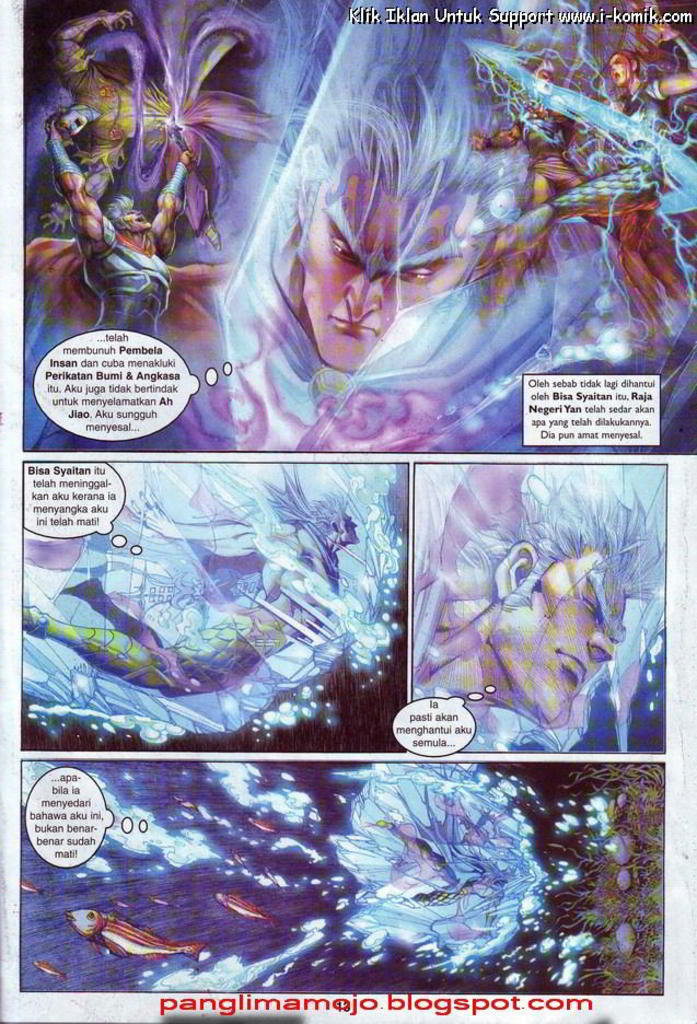 Klik Iklan Untuk Support www.i-komik.com
...telah
membunuh Pembela
Insan dan cuba menakluki
Perikatan Bumi & Angkasa
itu. Aku juga tidak bertindak
untuk menyelamatkan Ah
Jiao. Aku sungguh
menyesal...
Oleh sebab tidak lagi dihantui
oleh Bisa Syaitan itu, Raja
Negeri Yan telah sedar akan
apa yang telah dilakukannya.
Dia pun amat menyesal.
Bisa Syaitan itu
telah meninggal-
kan aku kerana ia
menyangka aku
ini telah mati!
Ia
pasti akan
menghantui aku
semula...
...apa-
bila ia
menyedari
bahawa aku ini,
bukan benar-
benar sudah
mati!
13
panglimamojo.blogspot.com